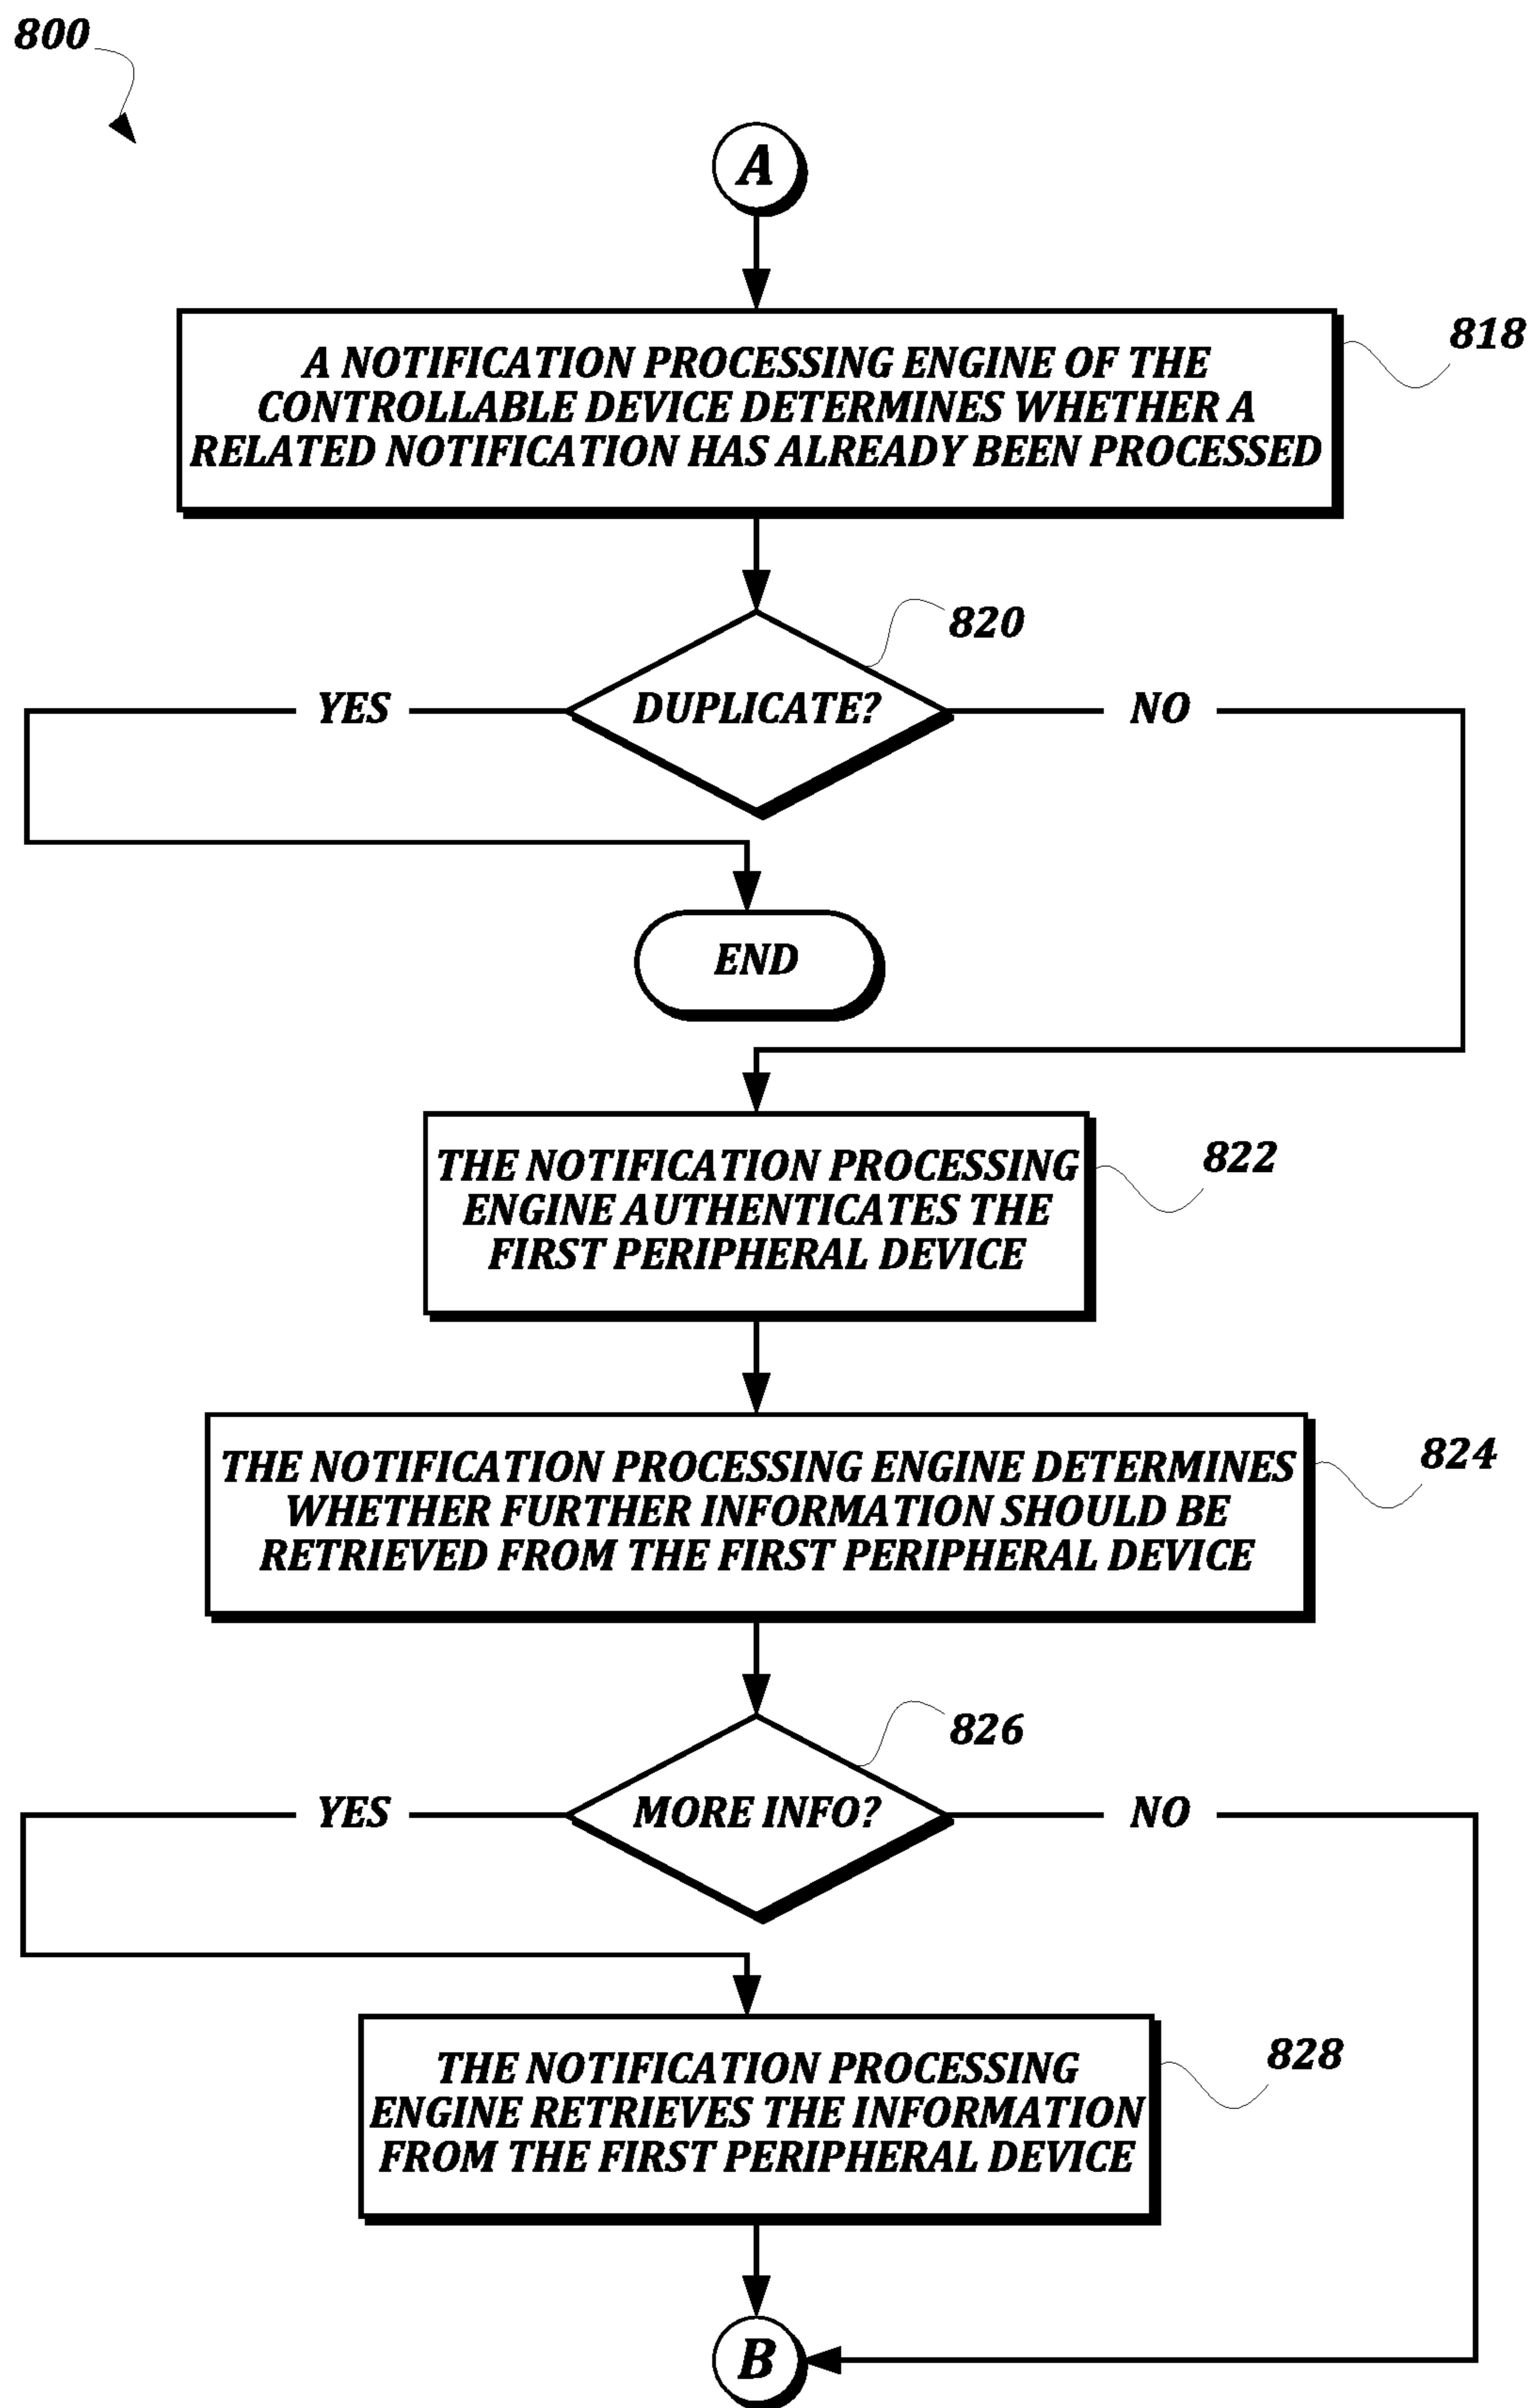 800
A
A NOTIFICATION PROCESSING ENGINE OF THE
CONTROLLABLE DEVICE DETERMINES WHETHER A
RELATED NOTIFICATION HAS ALREADY BEEN PROCESSED
818
820
YES
DUPLICATE?
NO
END
THE NOTIFICATION PROCESSING
ENGINE AUTHENTICATES THE
FIRST PERIPHERAL DEVICE
822
THE NOTIFICATION PROCESSING ENGINE DETERMINES
WHETHER FURTHER INFORMATION SHOULD BE
RETRIEVED FROM THE FIRST PERIPHERAL DEVICE
824
826
YES
MORE INFO?
NO
THE NOTIFICATION PROCESSING
ENGINE RETRIEVES THE INFORMATION
FROM THE FIRST PERIPHERAL DEVICE
828
B